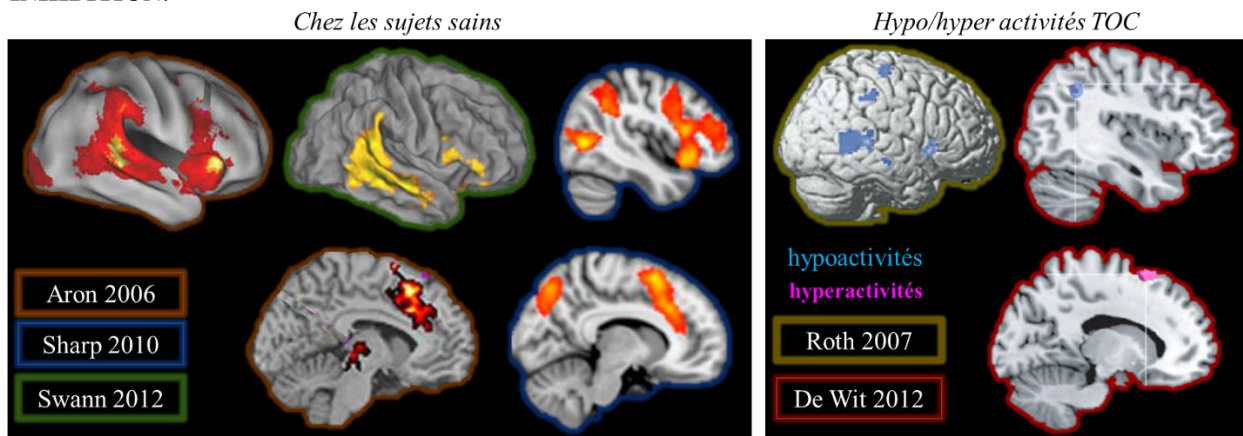 Chez les sujets sains
Hypo/hyper activités TOC
Aron 2006
Sharp 2010
Swann 2012
hypoactivités
hyperactivités
Roth 2007
De Wit 2012